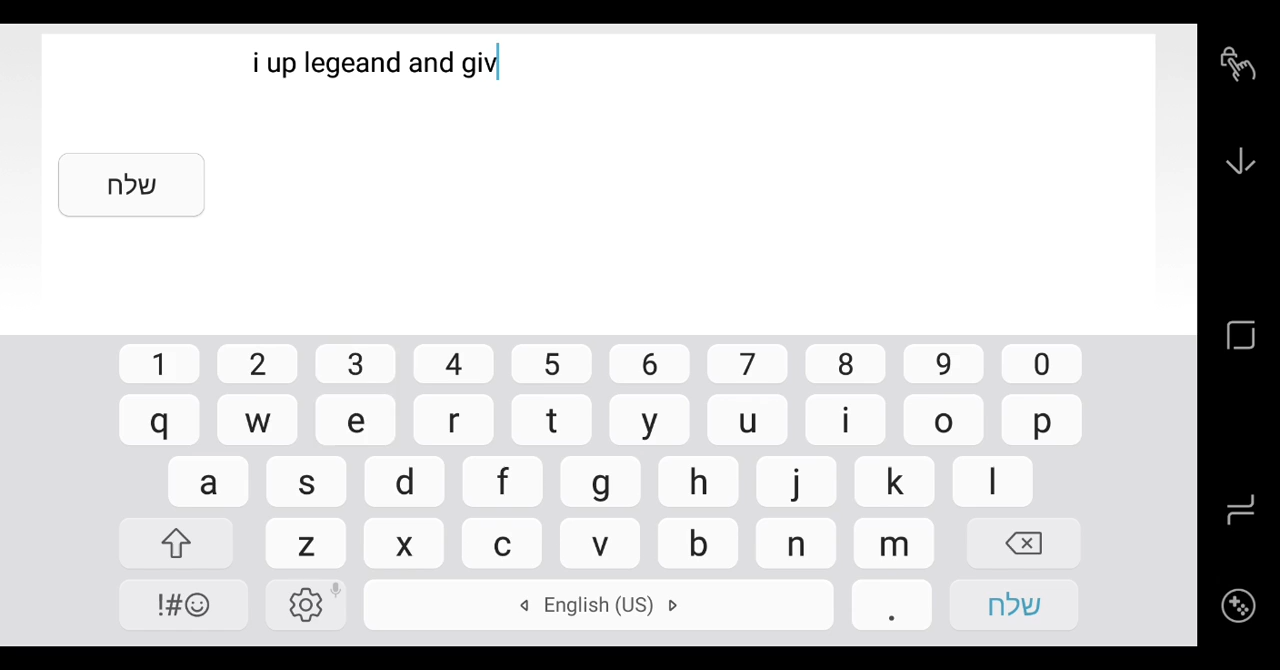 i up legeand and giv
שלח
1 2 3 4 5 6 7 8 9 0
q w e r t y u i o p
a s d f g h j k l
z x c v b n m
!# English (US) . שלח